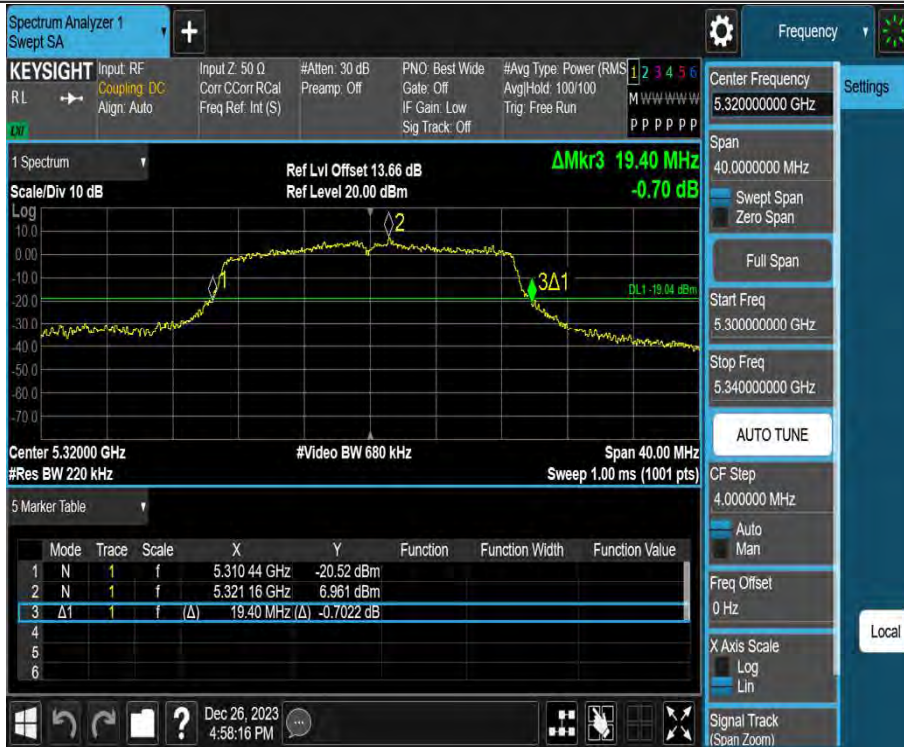 Spectrum Analyzer 1
Swept SA
+
Frequency
KEYSIGHT
RL
LXI
Input: RF
Coupling: DC
Align: Auto
Input Z: 50 Ω
Corr CCorr RCal
Freq Ref: Int (S)
#Atten: 30 dB
Preamp: Off
PNO: Best Wide
Gate: Off
IF Gain: Low
Sig Track: Off
#Avg Type: Power (RMS
Avg|Hold: 100/100
Trig: Free Run
1 2 3 4 5 6
M W W W W W
P P P P P P
1 Spectrum
Scale/Div 10 dB
Ref Lvl Offset 13.66 dB
Ref Level 20.00 dBm
ΔMkr3 19.40 MHz
-0.70 dB
Log
10.0
0.00
-10.0
-20.0
-30.0
-40.0
-50.0
-60.0
-70.0
1
2
3Δ1
DL1 -19.04 dBm
Center 5.32000 GHz
#Res BW 220 kHz
#Video BW 680 kHz
Span 40.00 MHz
Sweep 1.00 ms (1001 pts)
5 Marker Table
Mode Trace Scale X Y Function Function Width Function Value
1 N 1 f 5.310 44 GHz -20.52 dBm
2 N 1 f 5.321 16 GHz 6.961 dBm
3 Δ1 1 f (Δ) 19.40 MHz (Δ) -0.7022 dB
4
5
6
?
Dec 26, 2023
4:58:16 PM
Center Frequency
5.320000000 GHz
Span
40.0000000 MHz
Swept Span
Zero Span
Full Span
Start Freq
5.300000000 GHz
Stop Freq
5.340000000 GHz
AUTO TUNE
CF Step
4.000000 MHz
Auto
Man
Freq Offset
0 Hz
X Axis Scale
Log
Lin
Signal Track
(Span Zoom)
Settings
Local